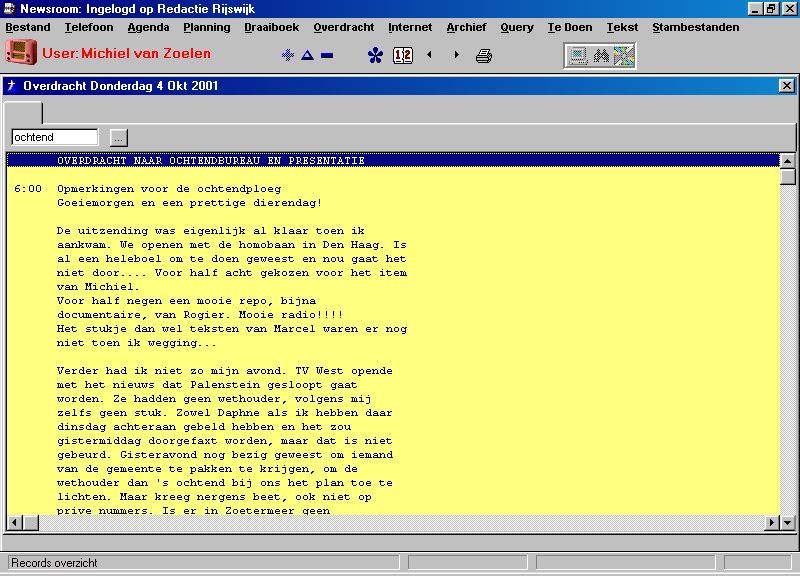 Newsroom: Ingelogd op Redactie Rijswijk
Bestand Telefoon Agenda Planning Draaiboek Overdracht Internet Archief Query Te Doen Tekst Stambestanden
User: Michiel van Zoelen
12
Overdracht Donderdag 4 Okt 2001
ochtend ...
OVERDRACHT NAAR OCHTENDBUREAU EN PRESENTATIE
6:00 Opmerkingen voor de ochtendploeg
Goeiemorgen en een prettige dierendag!
De uitzending was eigenlijk al klaar toen ik
aankwam. We openen met de homobaan in Den Haag. Is
al een heleboel om te doen geweest en nou gaat het
niet door.... Voor half acht gekozen voor het item
van Michiel.
Voor half negen een mooie repo, bijna
documentaire, van Rogier. Mooie radio!!!!
Het stukje dan wel teksten van Marcel waren er nog
niet toen ik wegging...
Verder had ik niet zo mijn avond. TV West opende
met het nieuws dat Palenstein gesloopt gaat
worden. Ze hadden geen wethouder, volgens mij
zelfs geen stuk. Zowel Daphne als ik hebben daar
dinsdag achteraan gebeld hebben en het zou
gistermiddag doorgefaxt worden, maar dat is niet
gebeurd. Gisteravond nog bezig geweest om iemand
van de gemeente te pakken te krijgen, om de
wethouder dan 's ochtend bij ons het plan toe te
lichten. Maar kreeg nergens beet, ook niet op
prive nummers. Is er in Zoetermeer geen
Records overzicht